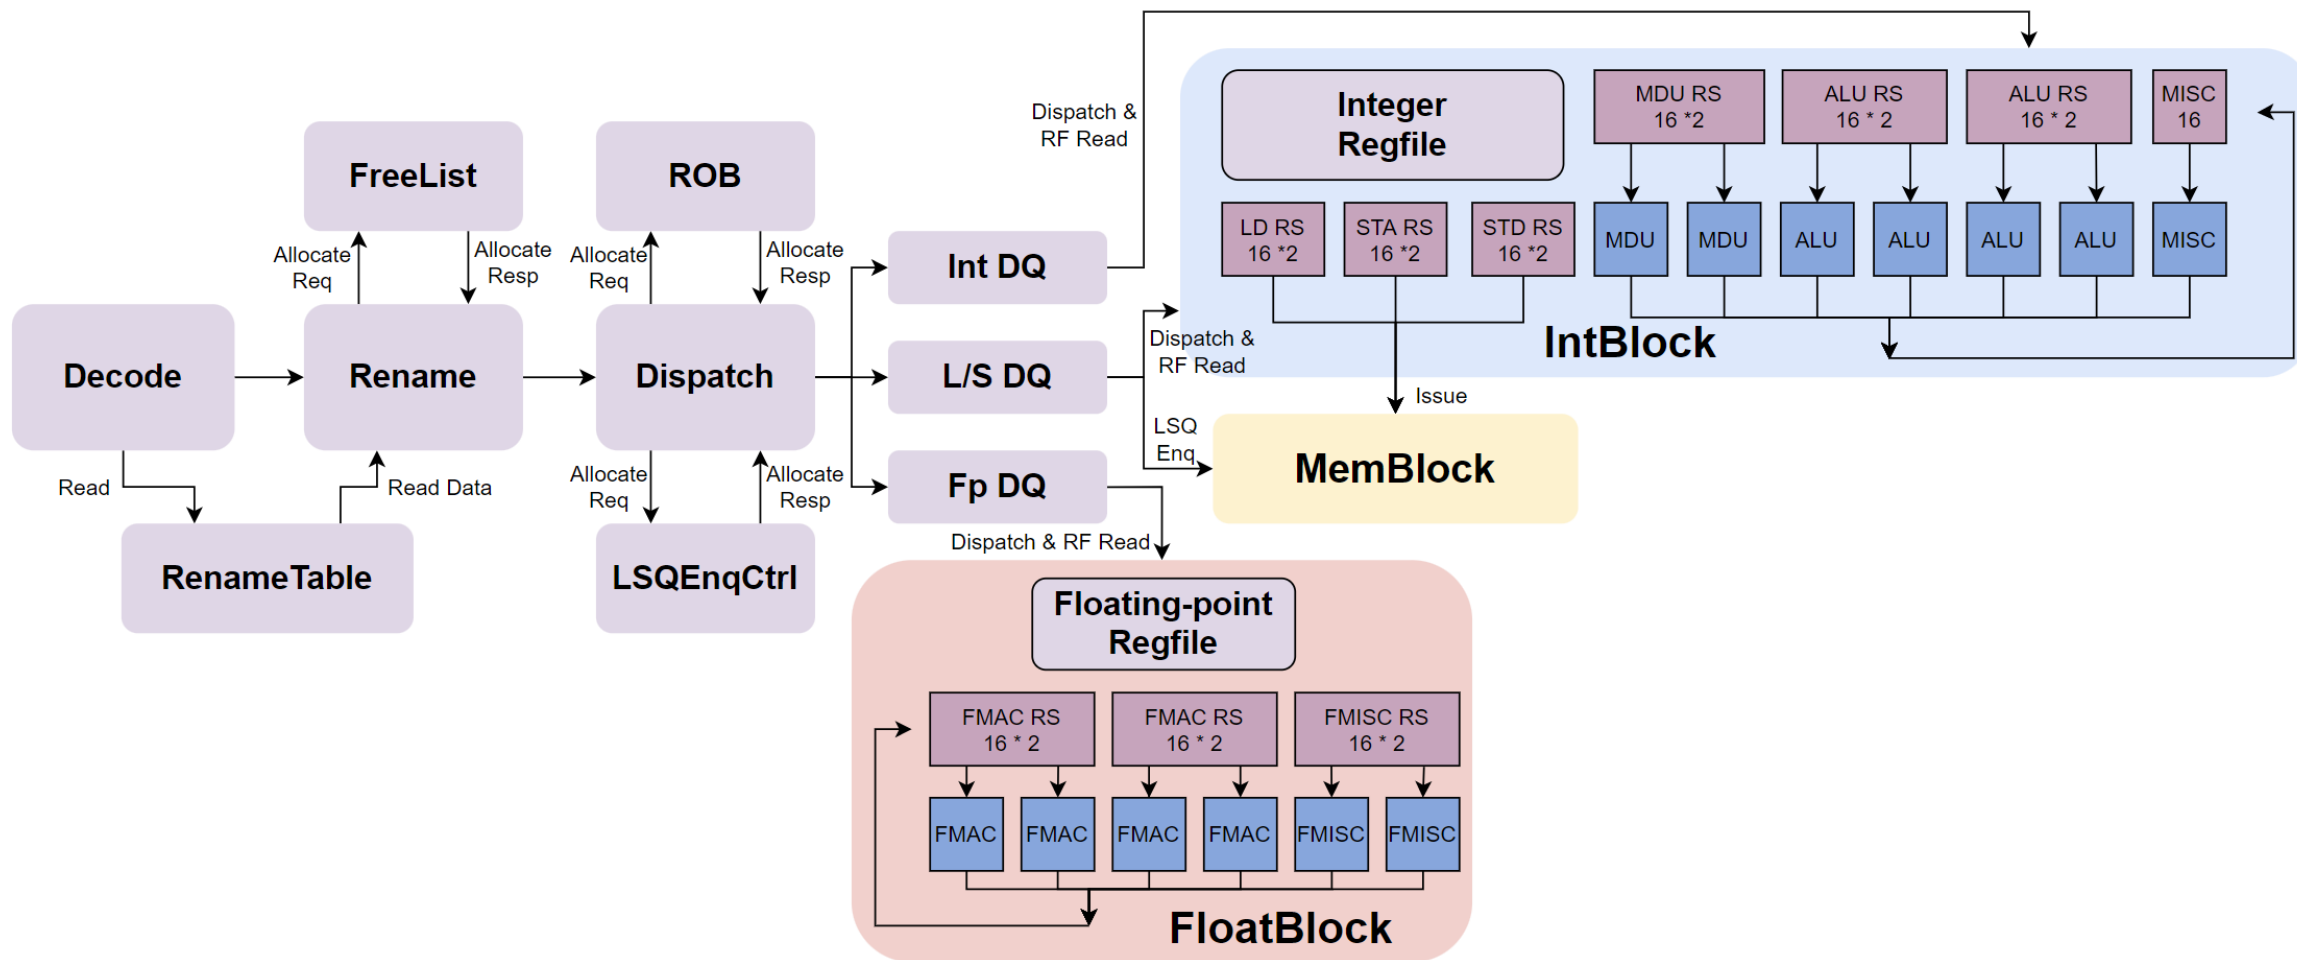 Dispatch &
RF Read
Integer
Regfile
MDU RS
16 *2
ALU RS
16 * 2
ALU RS
16 * 2
MISC
16
FreeList
ROB
LD RS
16 *2
STA RS
16 *2
STD RS
16 *2
MDU
MDU
ALU
ALU
ALU
ALU
MISC
Allocate
Req
Allocate
Resp
Allocate
Req
Allocate
Resp
Int DQ
IntBlock
Decode
Rename
Dispatch
L/S DQ
Dispatch &
RF Read
Issue
LSQ
Enq
MemBlock
Read
Read Data
Allocate
Req
Allocate
Resp
Fp DQ
Dispatch & RF Read
RenameTable
LSQEnqCtrl
Floating-point
Regfile
FMAC RS
16 * 2
FMAC RS
16 * 2
FMISC RS
16 * 2
FMAC
FMAC
FMAC
FMAC
FMISC
FMISC
FloatBlock